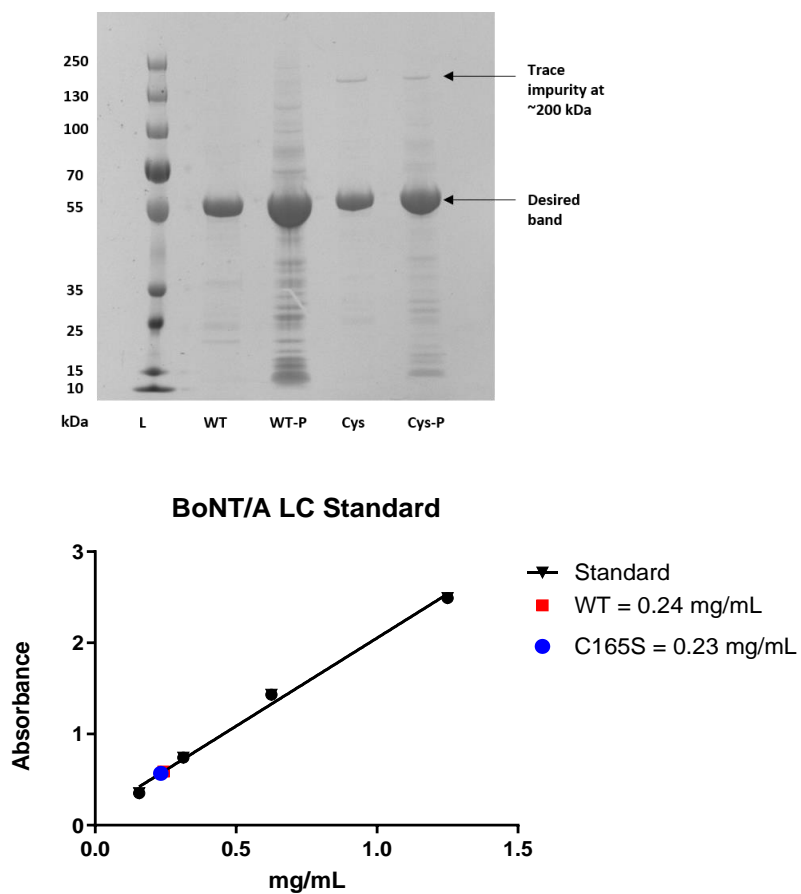 250
130
100
70
55
35
25
15
10
kDa
L
WT
WT-P
Cys
Cys-P
Trace
impurity at
~200 kDa
Desired
band
BoNT/A LC Standard
Absorbance
3
2
1
0
0.0
0.5
1.0
1.5
mg/mL
Standard
WT = 0.24 mg/mL
C165S = 0.23 mg/mL